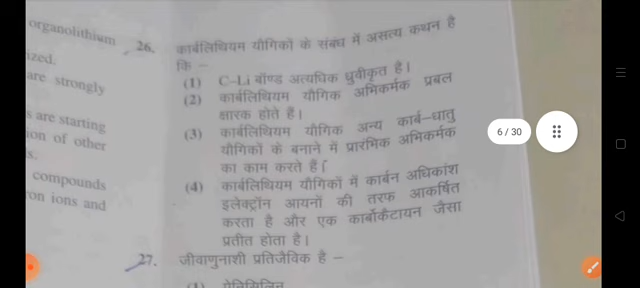 organolithium
ized.
are strongly
s are starting
ion of other
s.
compounds
ron ions and
26. कार्बलिथियम यौगिकों के संबंध में असत्य कथन है
कि –
(1) C–Li बॉण्ड अत्यधिक ध्रुवीकृत है।
(2) कार्बलिथियम यौगिक अभिकर्मक प्रबल
क्षारक होते हैं।
(3) कार्बलिथियम यौगिक अन्य कार्ब–धातु
यौगिकों के बनाने में प्रारंभिक अभिकर्मक
का काम करते हैं।
(4) कार्बलिथियम यौगिकों में कार्बन अधिकांश
इलेक्ट्रॉन आयनों की तरफ आकर्षित
करता है और एक कार्बोकैटायन जैसा
प्रतीत होता है।
27. जीवाणुनाशी प्रतिजैविक है –
(1) पेनिसिलिन
6 / 30